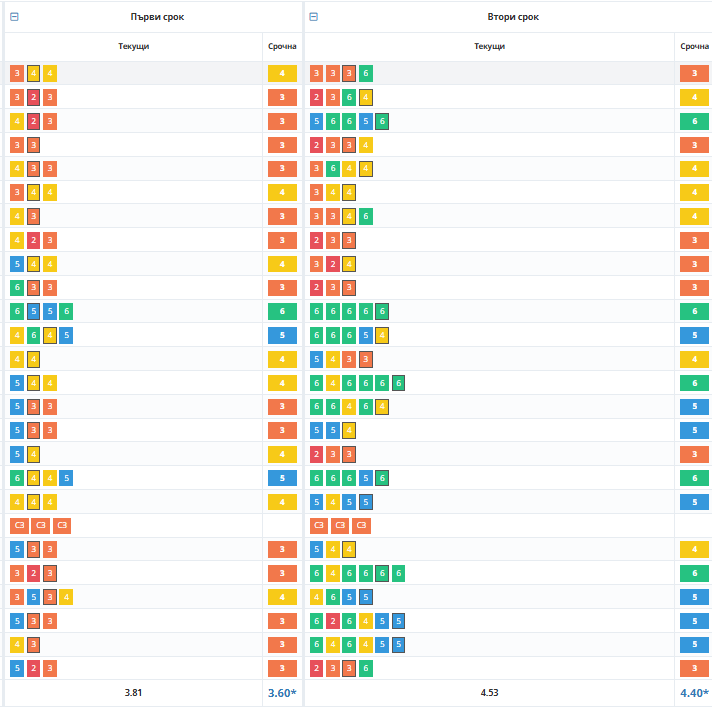 Първи срок Втори срок
Текущи Срочна Текущи Срочна
3 4 4 4 3 3 3 6 3
3 2 3 3 2 3 6 4 4
4 2 3 3 5 6 6 5 6 6
3 3 3 2 3 3 4 3
4 3 3 3 3 6 4 4 4
3 4 4 4 3 4 4 4
4 3 3 3 3 4 6 4
4 2 3 3 2 3 3 3
5 4 4 4 3 2 4 3
6 3 3 3 2 3 3 3
6 5 5 6 6 6 6 6 6 6 6
4 6 4 5 5 6 6 6 5 4 5
4 4 4 5 4 3 3 4
5 4 4 4 6 4 6 6 6 6 6
5 3 3 3 6 6 4 6 4 5
5 3 3 3 5 5 4 5
5 4 4 2 3 3 3
6 4 4 5 5 6 6 6 5 6 6
4 4 4 4 5 4 5 5 5
СЗ СЗ СЗ СЗ СЗ СЗ
5 3 3 3 5 4 4 4
3 2 3 3 6 4 6 6 6 6 6
3 5 3 4 4 4 6 5 5 5
5 3 3 3 6 2 6 4 5 5 5
4 3 3 6 4 6 4 5 5 5
5 2 3 3 2 3 3 6 3
3.81 3.60* 4.53 4.40*